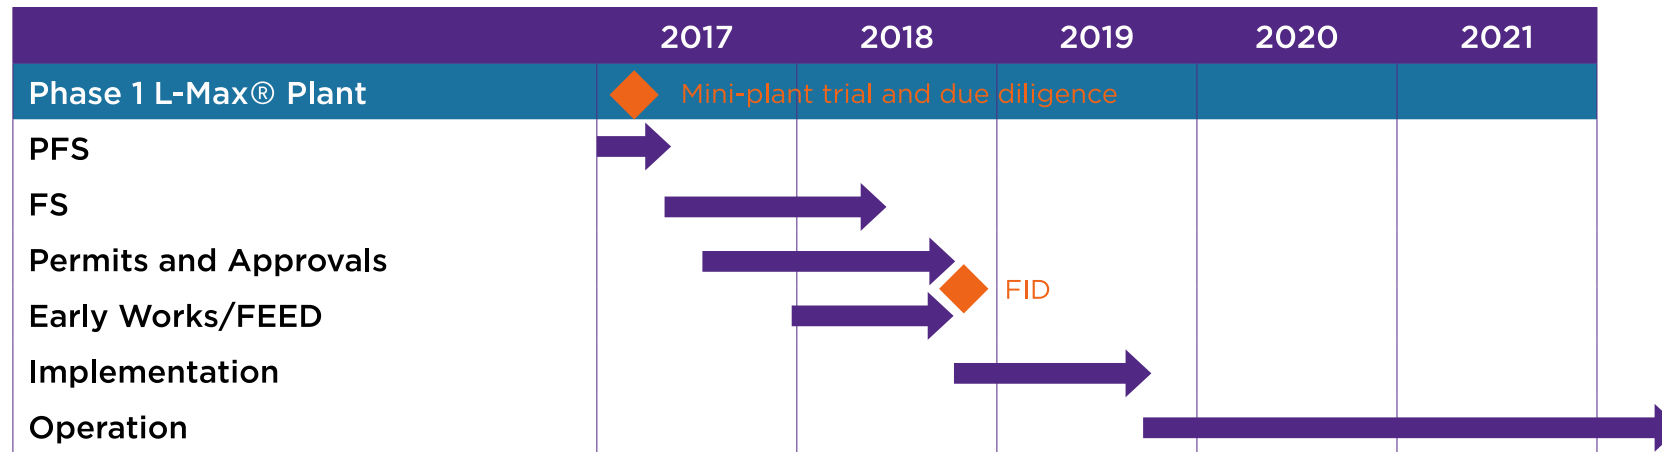 2017 2018 2019 2020 2021
Phase 1 L-Max® Plant Mini-plant trial and due diligence
PFS
FS
Permits and Approvals
FID
Early Works/FEED
Implementation
Operation